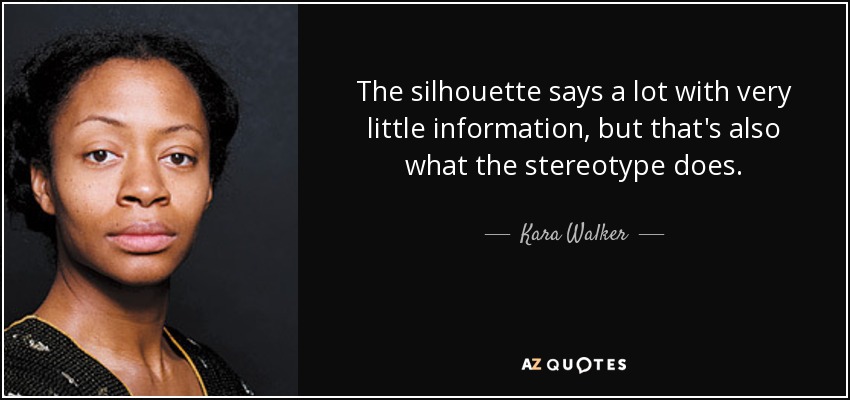 The silhouette says a lot with very
little information, but that's also
what the stereotype does.
Kara Walker
AZ QUOTES